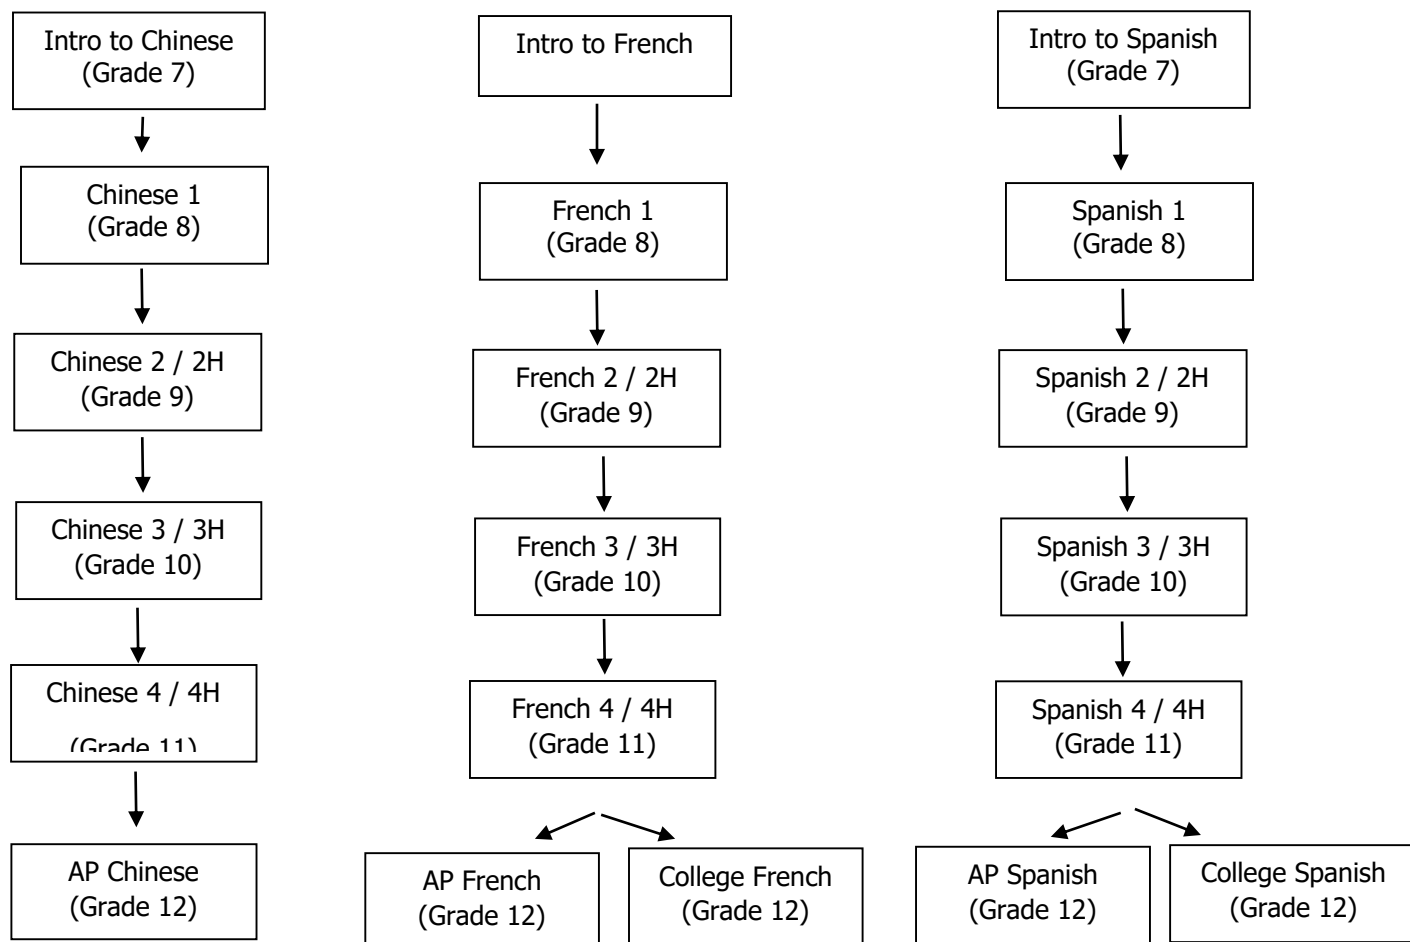 Intro to Chinese
(Grade 7)
Chinese 1
(Grade 8)
Chinese 2 / 2H
(Grade 9)
Chinese 3 / 3H
(Grade 10)
Chinese 4 / 4H
(Grade 11)
AP Chinese
(Grade 12)
Intro to French
French 1
(Grade 8)
French 2 / 2H
(Grade 9)
French 3 / 3H
(Grade 10)
French 4 / 4H
(Grade 11)
AP French
(Grade 12)
College French
(Grade 12)
Intro to Spanish
(Grade 7)
Spanish 1
(Grade 8)
Spanish 2 / 2H
(Grade 9)
Spanish 3 / 3H
(Grade 10)
Spanish 4 / 4H
(Grade 11)
AP Spanish
(Grade 12)
College Spanish
(Grade 12)